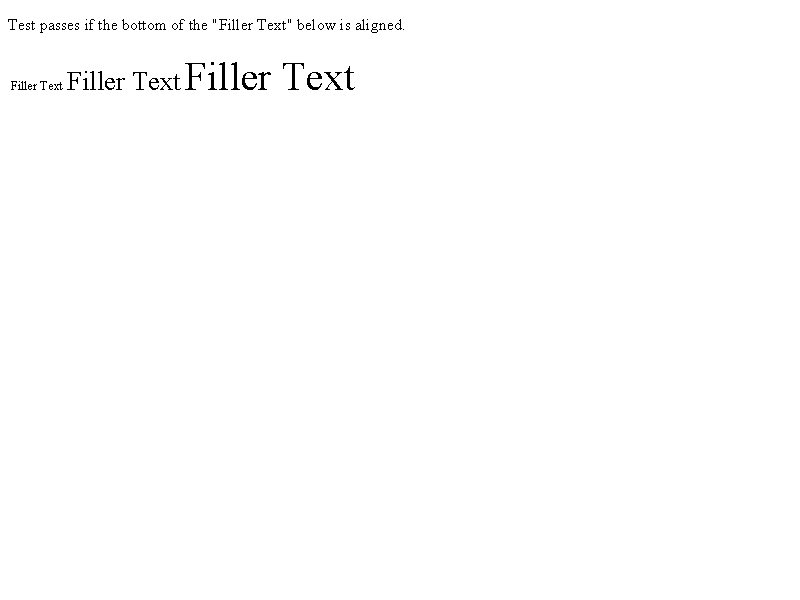 Test passes if the bottom of the "Filler Text" below is aligned.
Filler Text Filler Text Filler Text